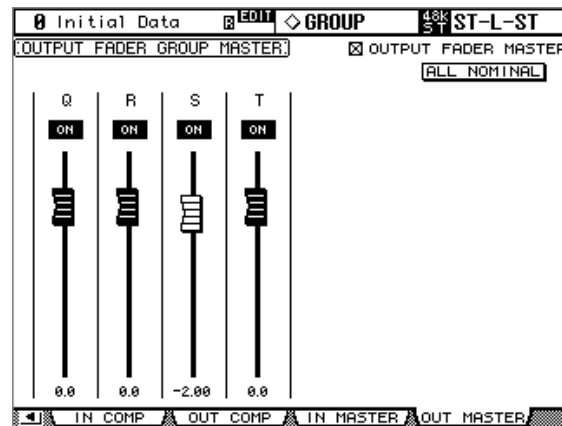 0 Initial Data R EDIT ◇GROUP 48k ST ST-L-ST
OUTPUT FADER GROUP MASTER ☒ OUTPUT FADER MASTER
ALL NOMINAL
Q R S T
ON ON ON ON
0.0 0.0 -2.00 0.0
IN COMP OUT COMP IN MASTER OUT MASTER